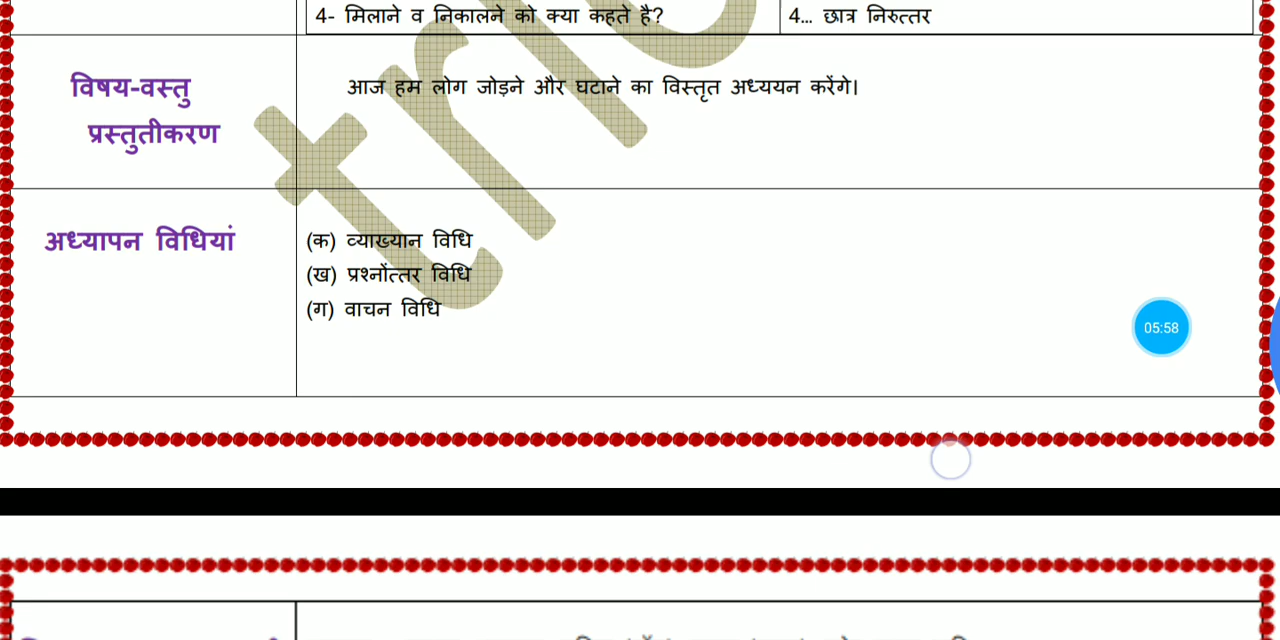 4- मिलाने व निकालने को क्या कहते है?
4... छात्र निरुत्तर
विषय-वस्तु
प्रस्तुतीकरण
आज हम लोग जोड़ने और घटाने का विस्तृत अध्ययन करेंगे।
अध्यापन विधियां
(क) व्याख्यान विधि
(ख) प्रश्नोंत्तर विधि
(ग) वाचन विधि
05:58